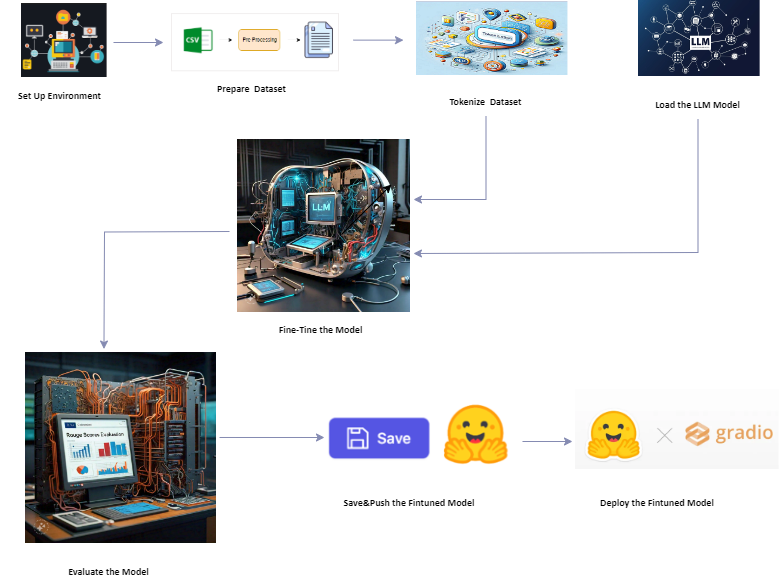 CSV
Pre Processing
LLM
Set Up Environment
Prepare Dataset
Tokenize Dataset
Load the LLM Model
LLM
Fine-Tine the Model
Rouge Scores Evaluation
Save
gradio
Save&Push the Fintuned Model
Deploy the Fintuned Model
Evaluate the Model